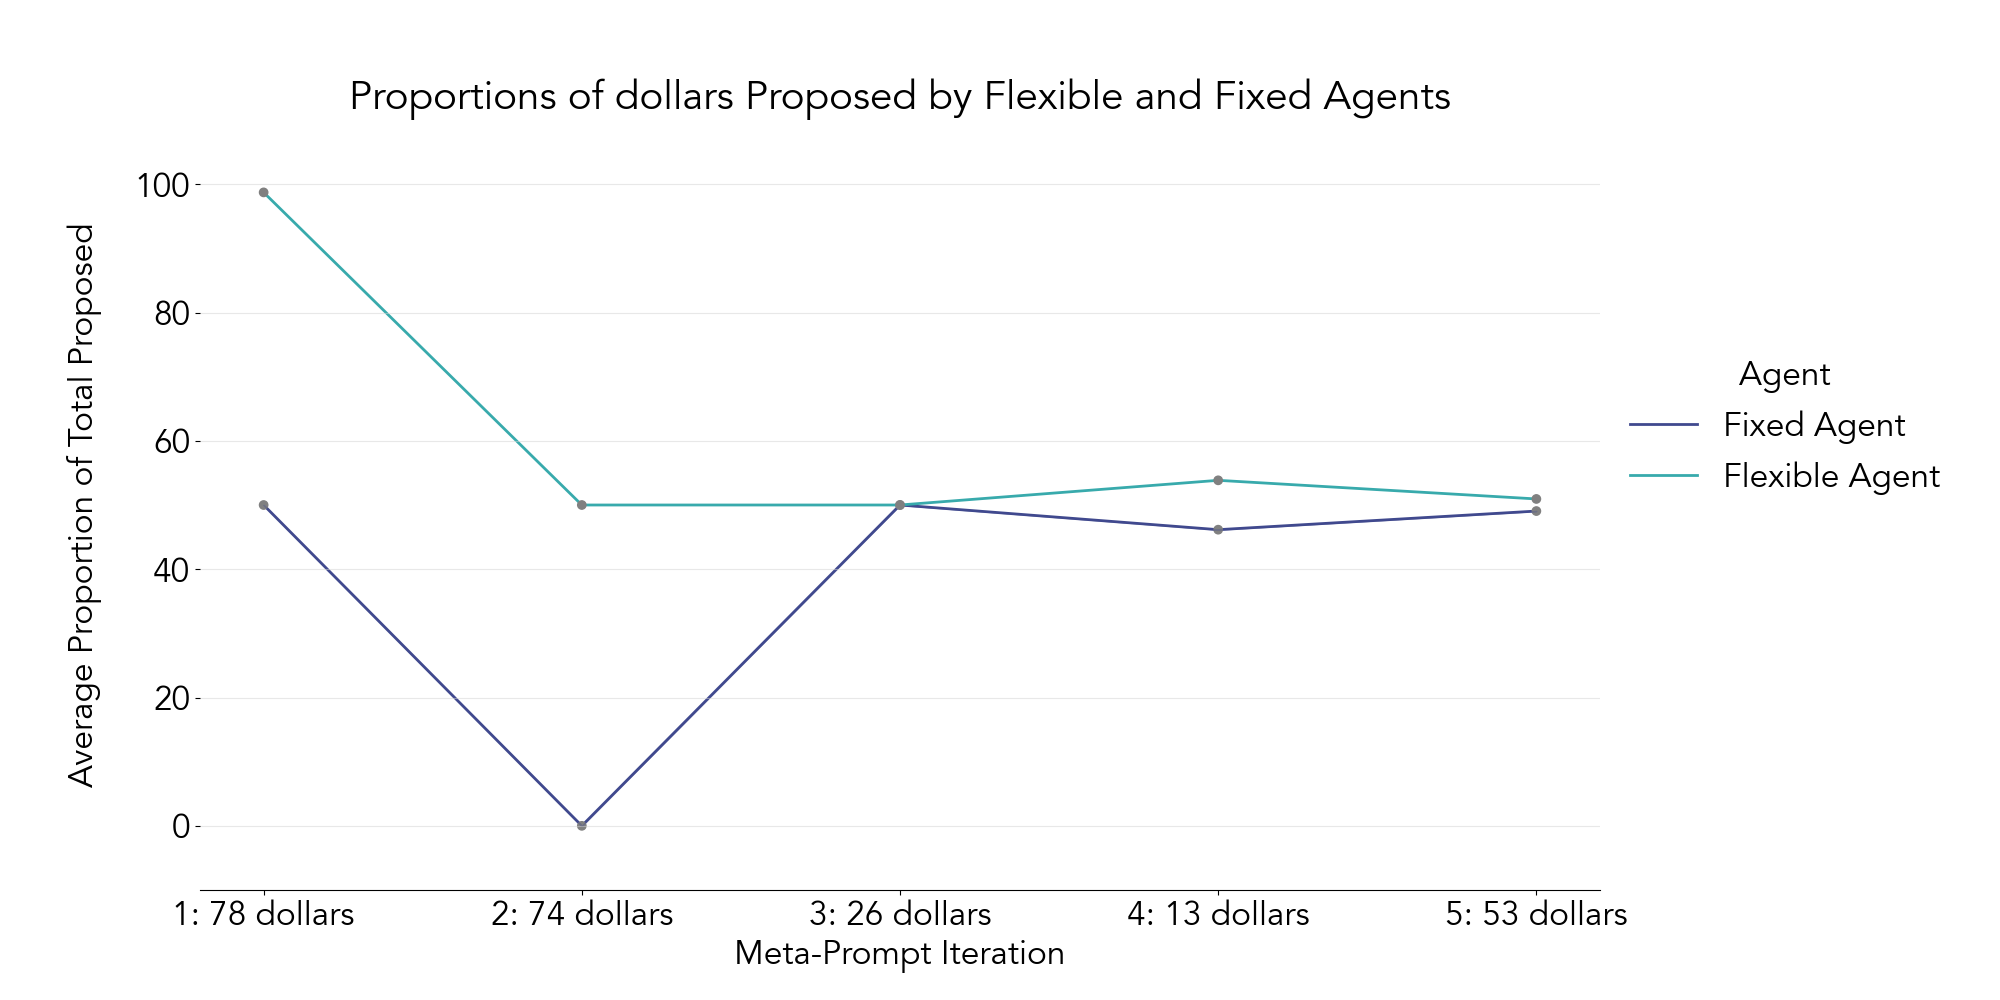 Proportions of dollars Proposed by Flexible and Fixed Agents
Average Proportion of Total Proposed
100
80
60
40
20
0
1: 78 dollars
2: 74 dollars
3: 26 dollars
4: 13 dollars
5: 53 dollars
Meta-Prompt Iteration
Agent
Fixed Agent
Flexible Agent